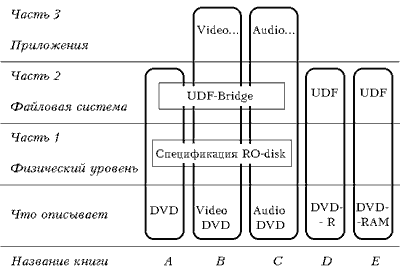 Часть 3
Приложения
Video... Audio...
Часть 2
Файловая система
UDF-Bridge
UDF UDF
Часть 1
Физический уровень
Спецификация RO-disk
Что описывает
DVD Video DVD Audio DVD DVD-- R DVD--RAM
Название книги A B C D E